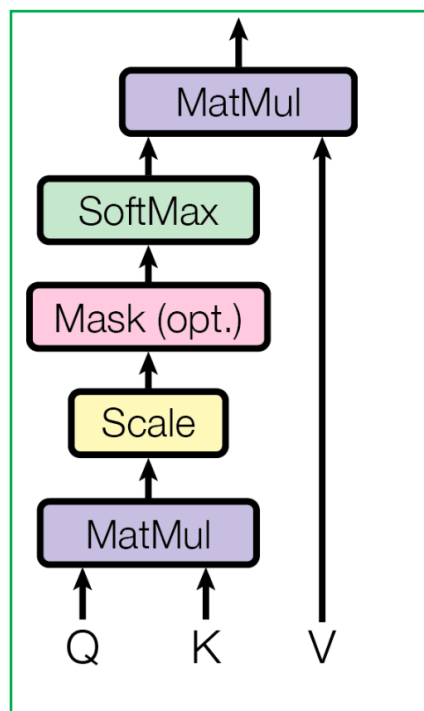 MatMul
SoftMax
Mask (opt.)
Scale
MatMul
Q K V